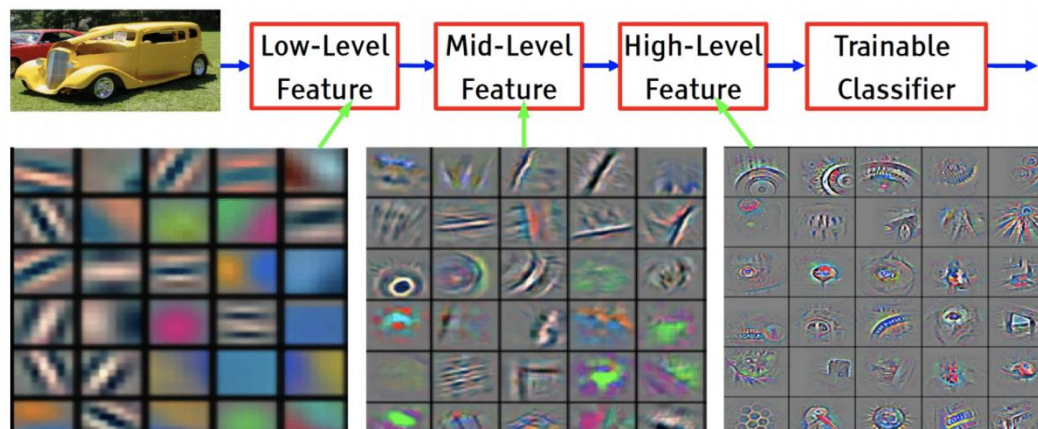 Low-Level
Feature
Mid-Level
Feature
High-Level
Feature
Trainable
Classifier